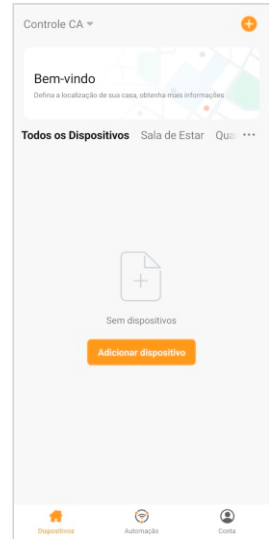 Controle CA
Bem-vindo
Defina a localização de sua casa, obtenha mais informações
Todos os Dispositivos Sala de Estar Qua
Sem dispositivos
Adicionar dispositivo
Dispositivos Automação Conta